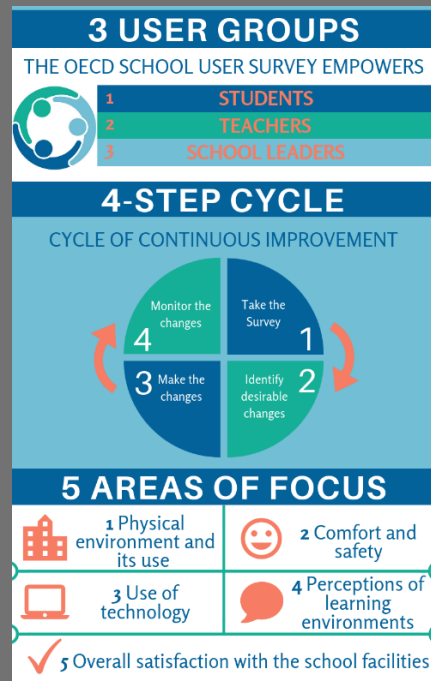 3 USER GROUPS
THE OECD SCHOOL USER SURVEY EMPOWERS
1 STUDENTS
2 TEACHERS
3 SCHOOL LEADERS
4-STEP CYCLE
CYCLE OF CONTINUOUS IMPROVEMENT
Take the
Survey
1
Identify
desirable
changes
2
3 Make the
changes
Monitor the
changes
4
5 AREAS OF FOCUS
1 Physical
environment and
its use
2 Comfort and
safety
3 Use of
technology
4 Perceptions of
learning
environments
5 Overall satisfaction with the school facilities